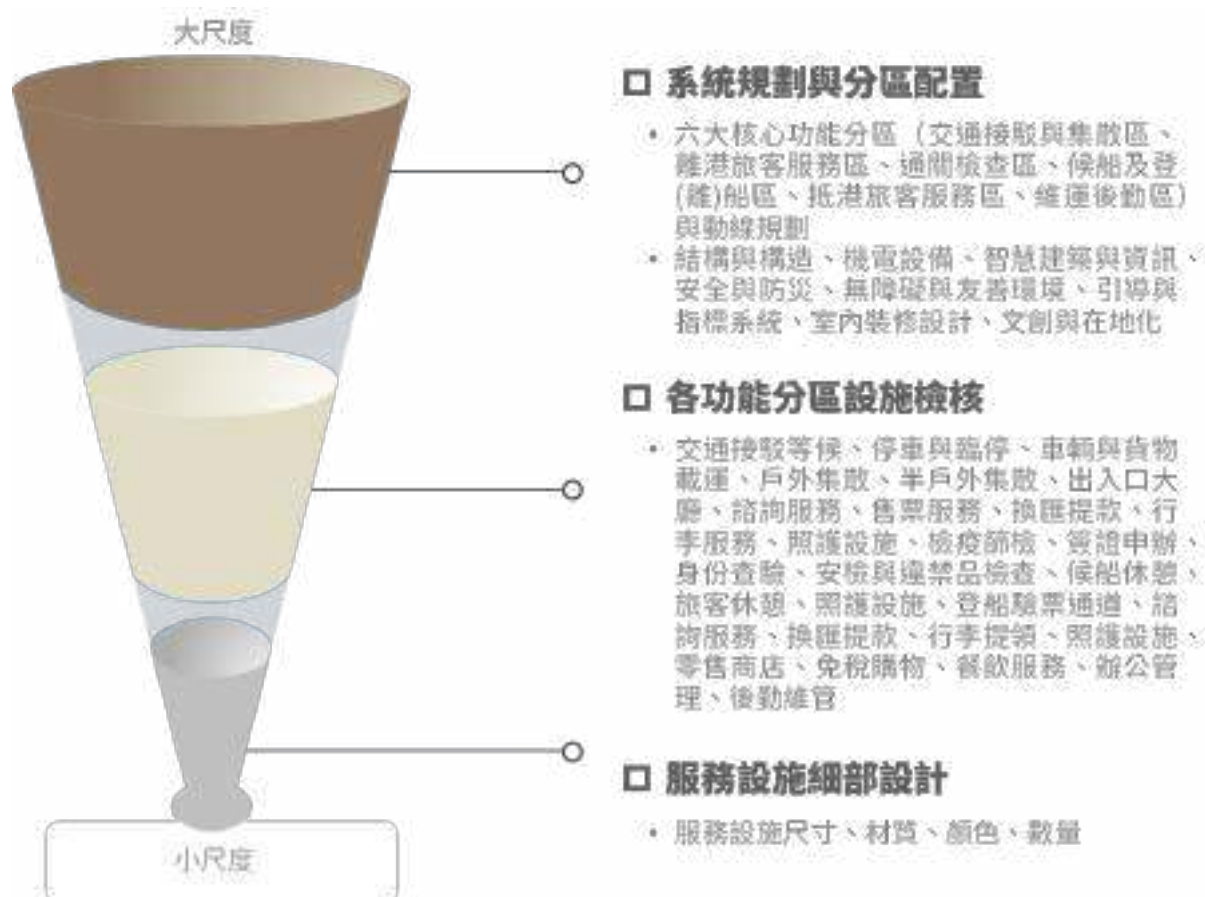 大尺度
□ 系統規劃與分區配置
• 六大核心功能分區（交通接駁與集散區、
離港旅客服務區、通關檢查區、候船及登
(離)船區、抵港旅客服務區、維運後勤區）
與動線規劃
• 結構與構造、機電設備、智慧建築與資訊、
安全與防災、無障礙與友善環境、引導與
指標系統、室內裝修設計、文創與在地化
□ 各功能分區設施檢核
• 交通接駁等候、停車與臨停、車輛與貨物
載運、戶外集散、半戶外集散、出入口大
廳、諮詢服務、售票服務、換匯提款、行
李服務、照護設施、檢疫篩檢、簽證申辦、
身份查驗、安檢與違禁品檢查、候船休憩、
旅客休憩、照護設施、登船驗票通道、諮
詢服務、換匯提款、行李提領、照護設施、
零售商店、免稅購物、餐飲服務、辦公管
理、後勤維管
□ 服務設施細部設計
• 服務設施尺寸、材質、顏色、數量
小尺度